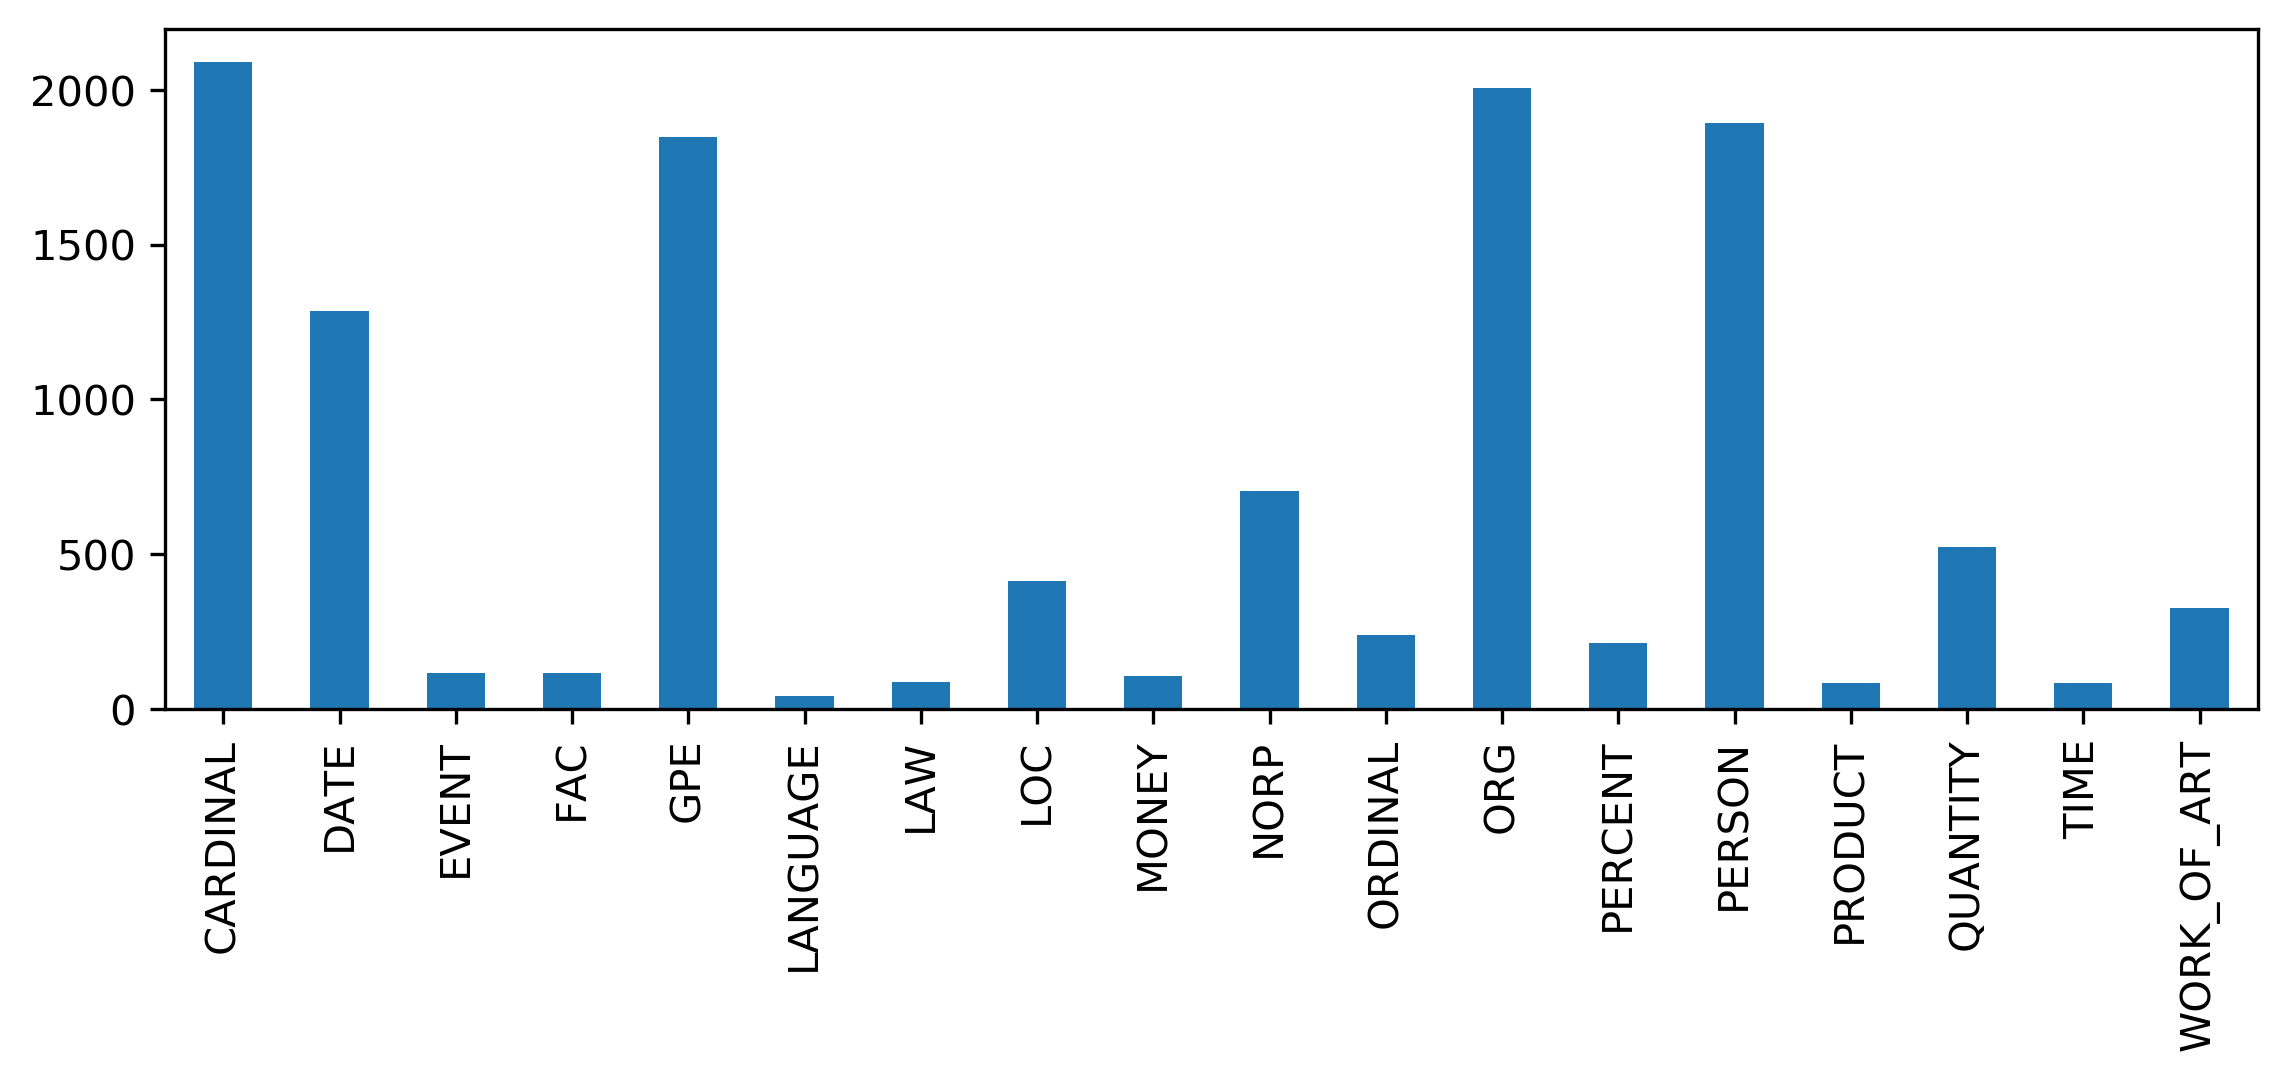 2000
1500
1000
500
0
CARDINAL
DATE
EVENT
FAC
GPE
LANGUAGE
LAW
LOC
MONEY
NORP
ORDINAL
ORG
PERCENT
PERSON
PRODUCT
QUANTITY
TIME
WORK_OF_ART